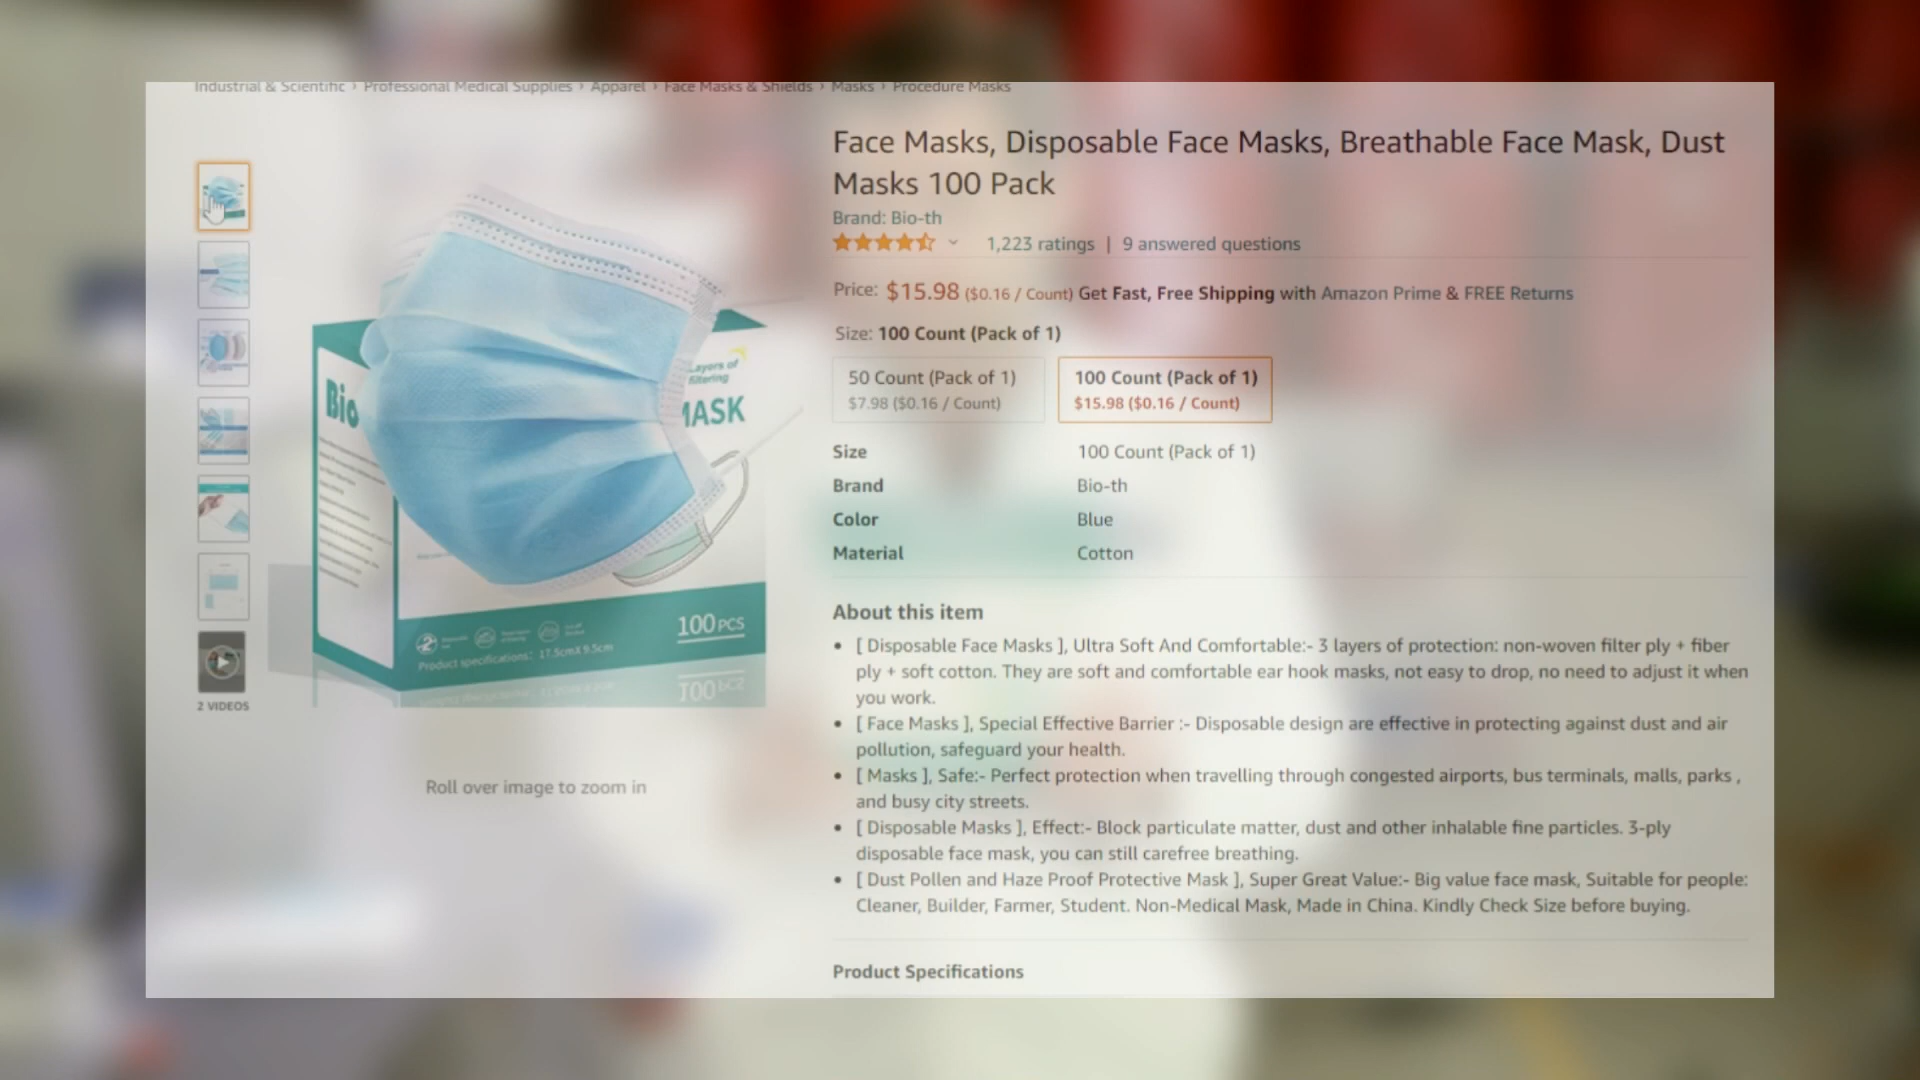 Industrial & Scientific › Professional Medical Supplies › Apparel › Face Masks & Shields › Masks › Procedure Masks
Face Masks, Disposable Face Masks, Breathable Face Mask, Dust
Masks 100 Pack
Brand: Bio-th
1,223 ratings | 9 answered questions
Price: $15.98 ($0.16 / Count) Get Fast, Free Shipping with Amazon Prime & FREE Returns
Size: 100 Count (Pack of 1)
50 Count (Pack of 1) 100 Count (Pack of 1)
$7.98 ($0.16 / Count) $15.98 ($0.16 / Count)
Size 100 Count (Pack of 1)
Brand Bio-th
Color Blue
Material Cotton
About this item
• [ Disposable Face Masks ], Ultra Soft And Comfortable:- 3 layers of protection: non-woven filter ply + fiber
ply + soft cotton. They are soft and comfortable ear hook masks, not easy to drop, no need to adjust it when
you work.
• [ Face Masks ], Special Effective Barrier :- Disposable design are effective in protecting against dust and air
pollution, safeguard your health.
• [ Masks ], Safe:- Perfect protection when travelling through congested airports, bus terminals, malls, parks ,
and busy city streets.
• [ Disposable Masks ], Effect:- Block particulate matter, dust and other inhalable fine particles. 3-ply
disposable face mask, you can still carefree breathing.
• [ Dust Pollen and Haze Proof Protective Mask ], Super Great Value:- Big value face mask, Suitable for people:
Cleaner, Builder, Farmer, Student. Non-Medical Mask, Made in China. Kindly Check Size before buying.
Product Specifications
Layers of
filtering
Bio
MASK
100 PCS
Product specifications: 17.5cmX9.5cm
2 VIDEOS
Roll over image to zoom in